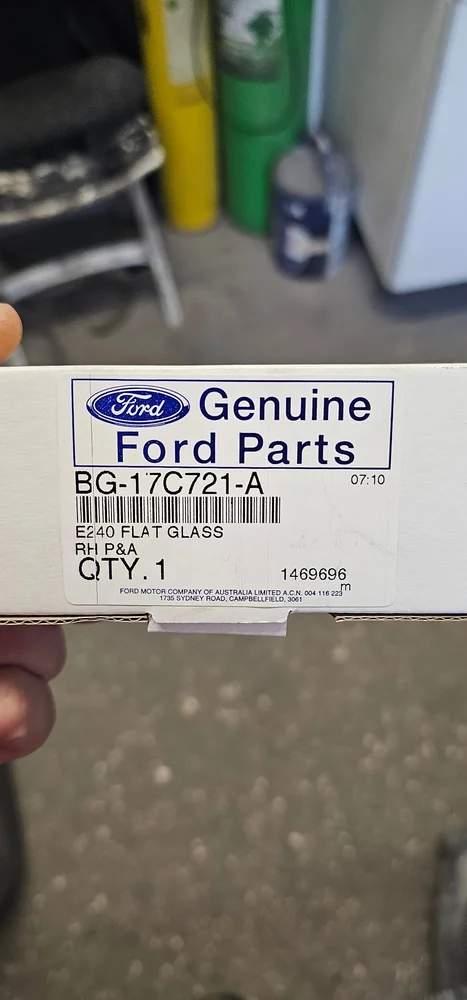 Ford Genuine
Ford Parts
BG-17C721-A 07:10
E240 FLAT GLASS
RH P&A
QTY.1 1469696
m
FORD MOTOR COMPANY OF AUSTRALIA LIMITED A.C.N. 004 116 223
1735 SYDNEY ROAD, CAMPBELLFIELD, 3061